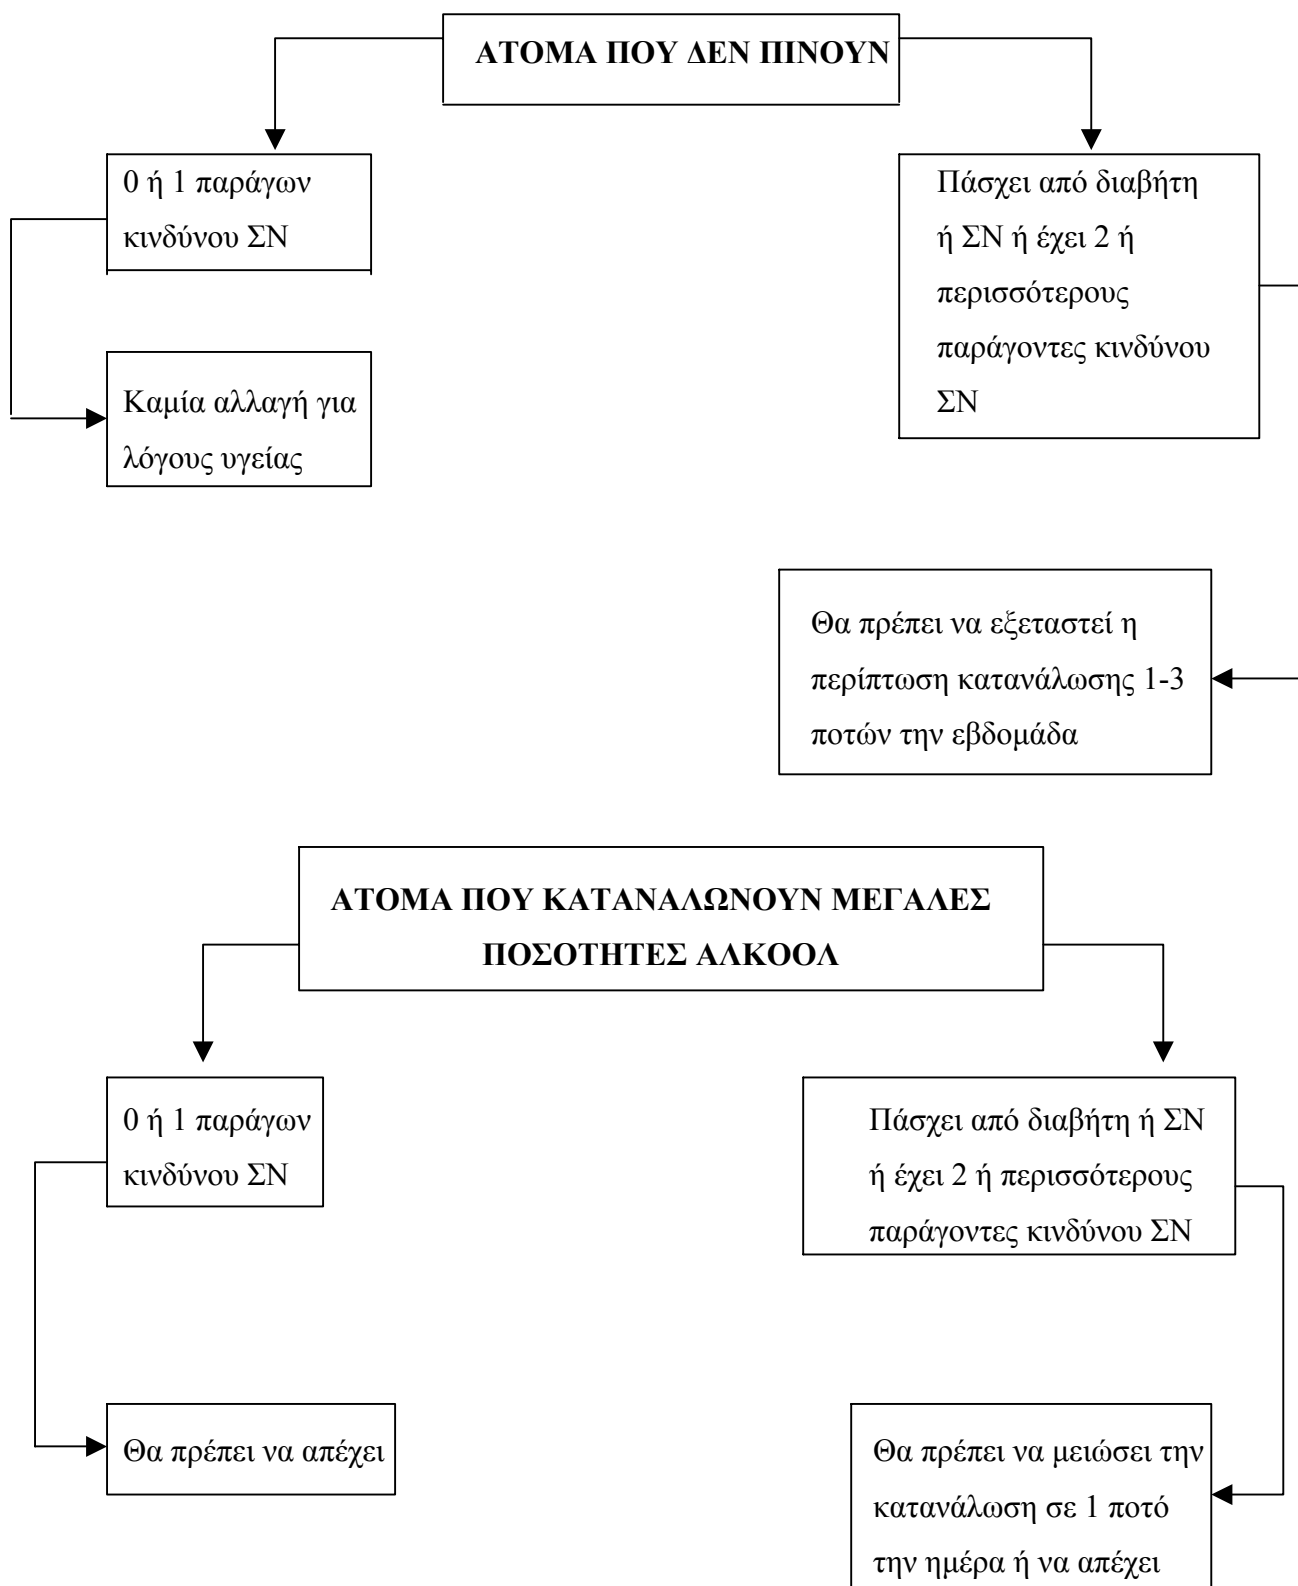 ΑΤΟΜΑ ΠΟΥ ΔΕΝ ΠΙΝΟΥΝ
0 ή 1 παράγων
κινδύνου ΣΝ
Πάσχει από διαβήτη
ή ΣΝ ή έχει 2 ή
περισσότερους
παράγοντες κινδύνου
ΣΝ
Καμία αλλαγή για
λόγους υγείας
Θα πρέπει να εξεταστεί η
περίπτωση κατανάλωσης 1-3
ποτών την εβδομάδα
ΑΤΟΜΑ ΠΟΥ ΚΑΤΑΝΑΛΩΝΟΥΝ ΜΕΓΑΛΕΣ
ΠΟΣΟΤΗΤΕΣ ΑΛΚΟΟΛ
0 ή 1 παράγων
κινδύνου ΣΝ
Πάσχει από διαβήτη ή ΣΝ
ή έχει 2 ή περισσότερους
παράγοντες κινδύνου ΣΝ
Θα πρέπει να απέχει
Θα πρέπει να μειώσει την
κατανάλωση σε 1 ποτό
την ημέρα ή να απέχει